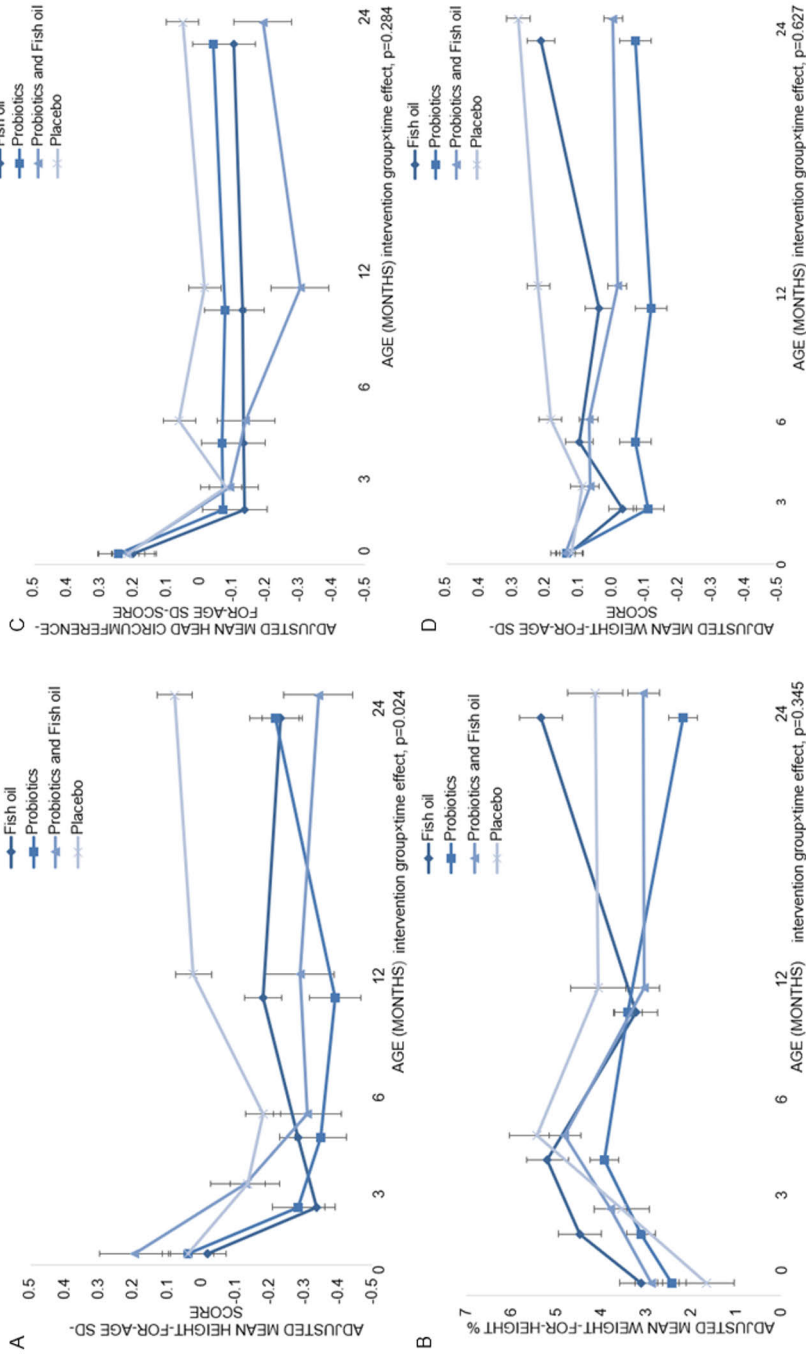 A
ADJUSTED MEAN HEIGHT-FOR-AGE SD-
SCORE
0.5
0.4
0.3
0.2
0.1
0
-0.1
-0.2
-0.3
-0.4
-0.5
0
3
6
12
24
AGE (MONTHS) intervention group×time effect, p=0.024
Fish oil
Probiotics
Probiotics and Fish oil
Placebo
B
ADJUSTED MEAN WEIGHT-FOR-HEIGHT %
7
6
5
4
3
2
1
0
0
3
6
12
24
AGE (MONTHS) intervention group×time effect, p=0.345
Fish oil
Probiotics
Probiotics and Fish oil
Placebo
C
ADJUSTED MEAN HEAD CIRCUMFERENCE-
FOR-AGE SD-SCORE
0.5
0.4
0.3
0.2
0.1
0
-0.1
-0.2
-0.3
-0.4
-0.5
0
3
6
12
24
AGE (MONTHS) intervention group×time effect, p=0.284
Fish oil
Probiotics
Probiotics and Fish oil
Placebo
D
ADJUSTED MEAN WEIGHT-FOR-AGE SD-
SCORE
0.5
0.4
0.3
0.2
0.1
0.0
-0.1
-0.2
-0.3
-0.4
-0.5
0
3
6
12
24
AGE (MONTHS) intervention group×time effect, p=0.627
Fish oil
Probiotics
Probiotics and Fish oil
Placebo